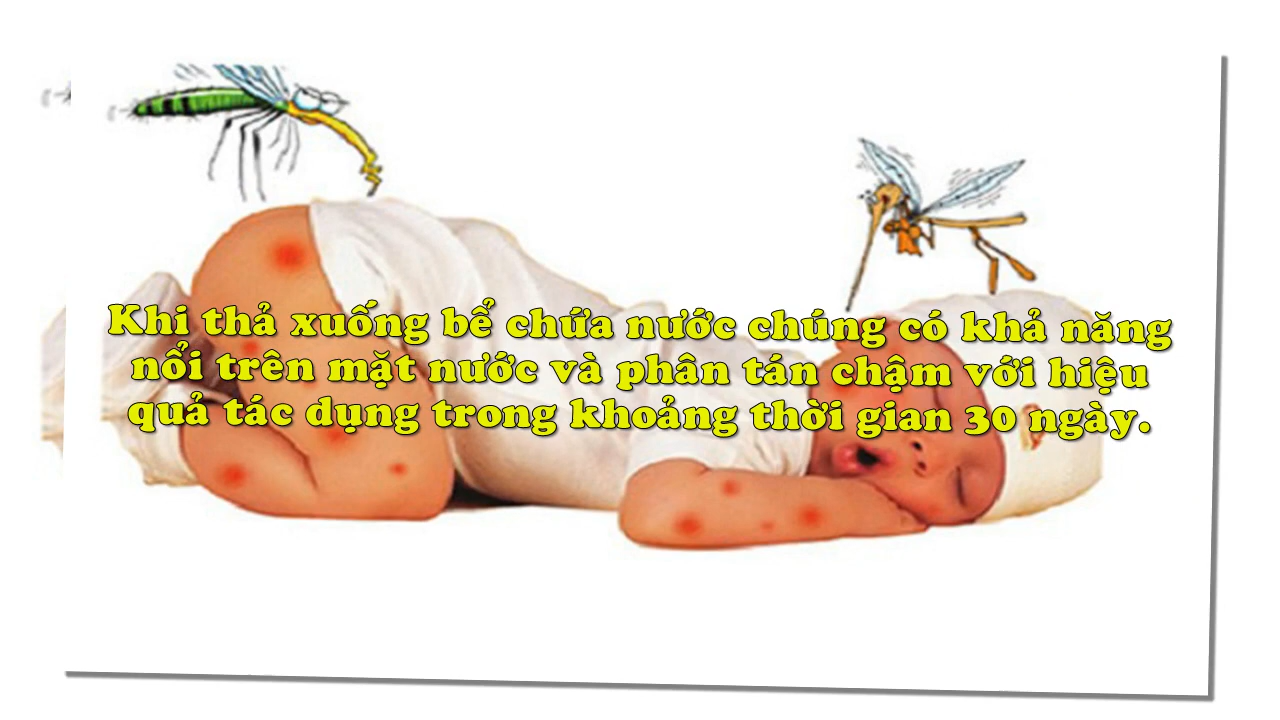 Khi thả xuống bể chứa nước chúng có khả năng
nổi trên mặt nước và phân tán chậm với hiệu
quả tác dụng trong khoảng thời gian 30 ngày.